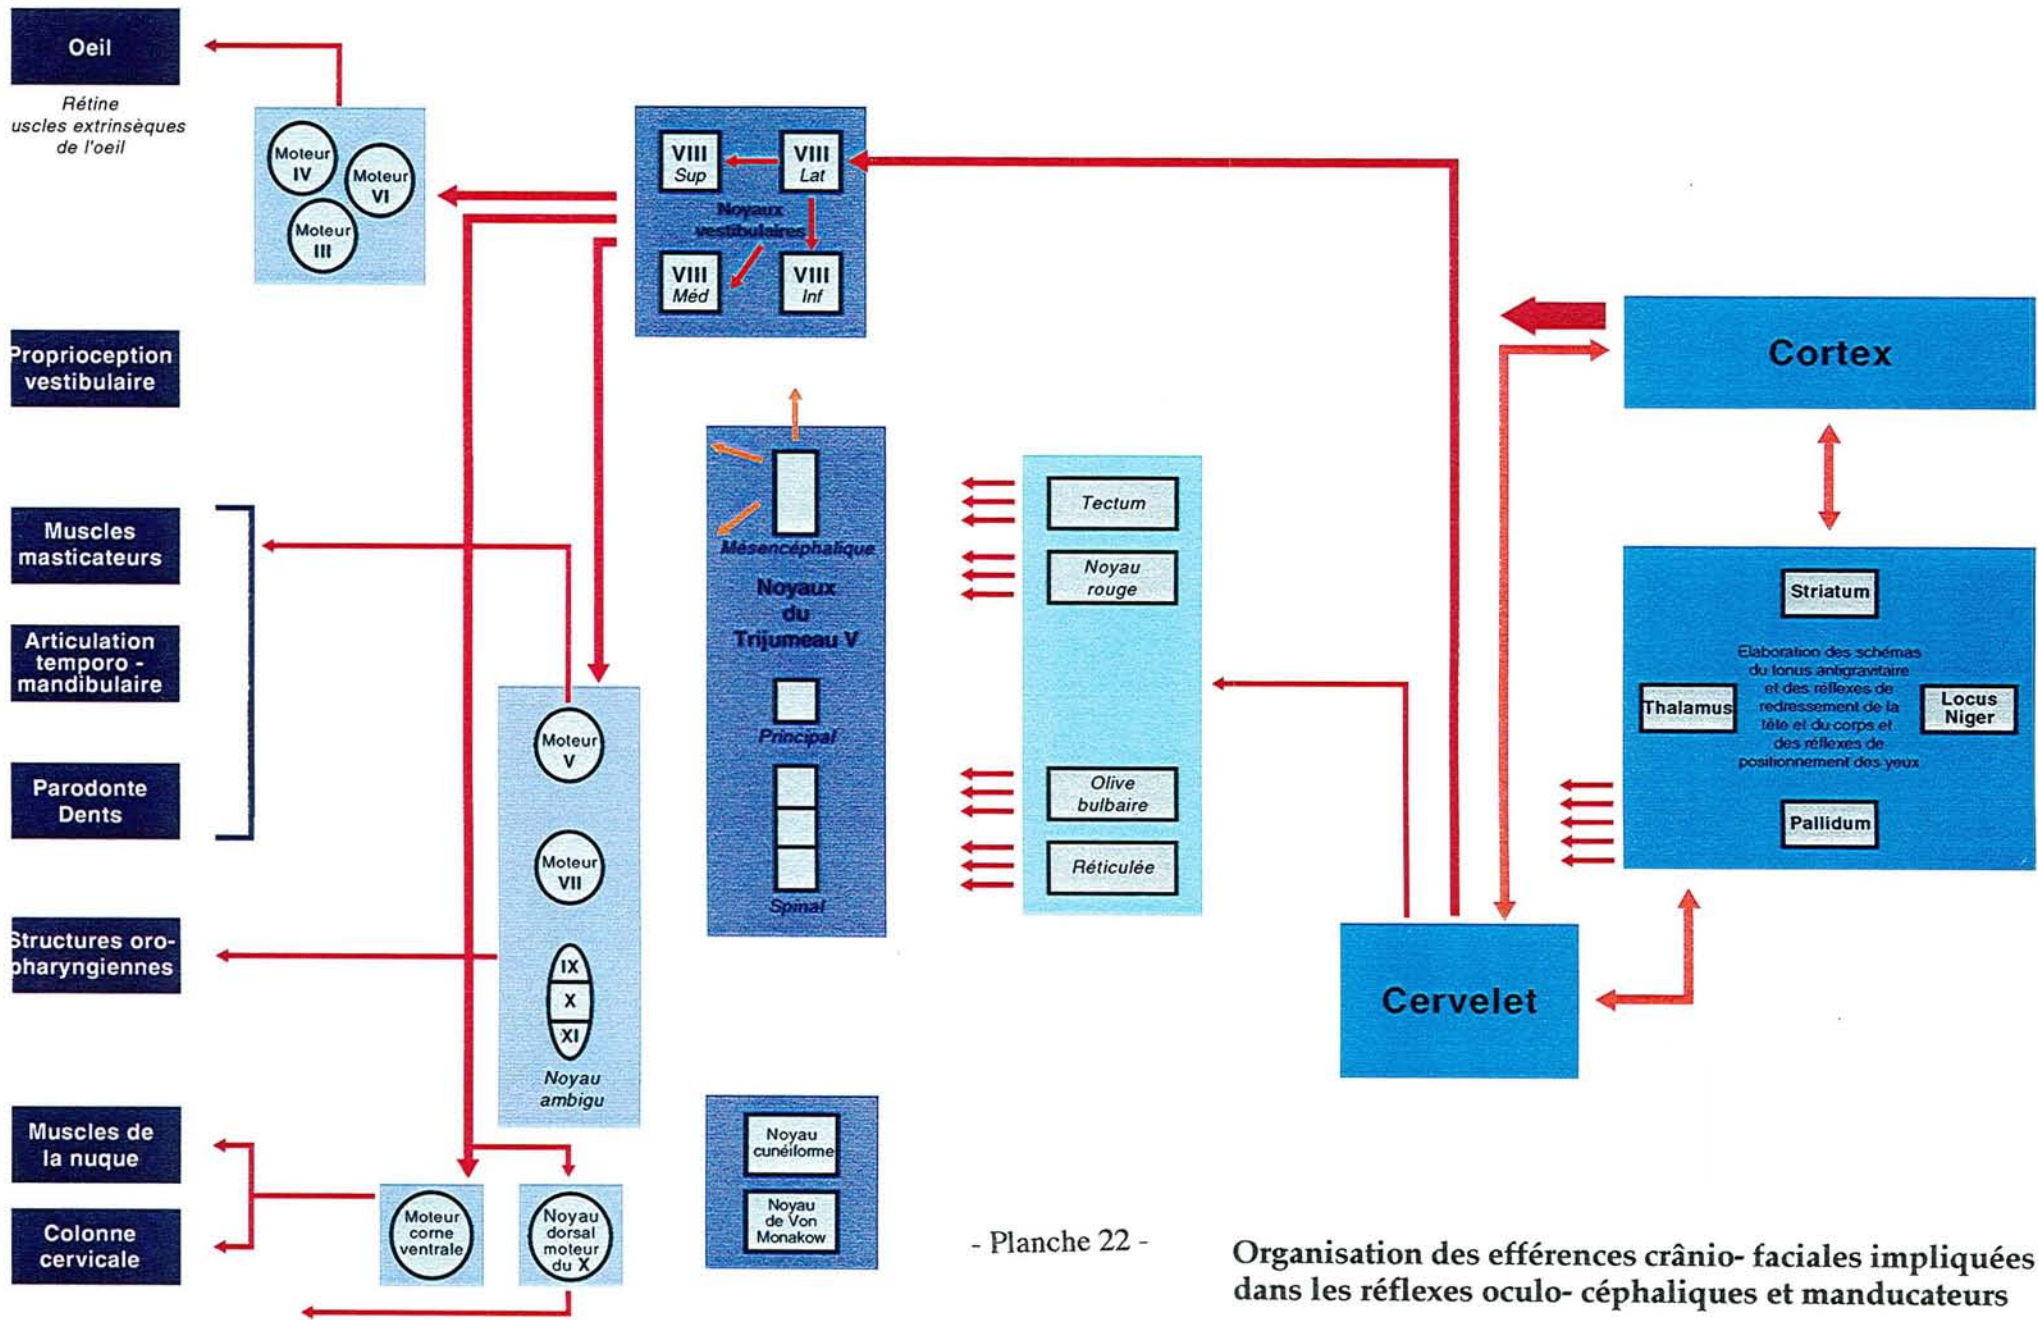 Oeil
Rétine
uscles extrinsèques
de l'oeil
Proprioception
vestibulaire
Muscles
masticateurs
Articulation
temporo -
mandibulaire
Parodonte
Dents
Structures oro-
pharyngiennes
Muscles de
la nuque
Colonne
cervicale
Moteur
IV
Moteur
VI
Moteur
III
Moteur
V
Moteur
VII
IX
X
XI
Noyau
ambigu
Moteur
corne
ventrale
Noyau
dorsal
moteur
du X
VIII
Sup
VIII
Lat
Noyaux
vestibulaires
VIII
Méd
VIII
Inf
Mésencéphalique
Noyaux
du
Trijumeau V
Principal
Spinal
Noyau
cunéiforme
Noyau
de Von
Monakow
Tectum
Noyau
rouge
Olive
bulbaire
Réticulée
Cortex
Striatum
Elaboration des schémas
du tonus antigravitaire
et des réflexes de
redressement de la
tête et du corps et
des réflexes de
positionnement des yeux
Thalamus
Locus
Niger
Pallidum
Cervelet
- Planche 22 -
Organisation des efférences crânio- faciales impliquées
dans les réflexes oculo- céphaliques et manducateurs